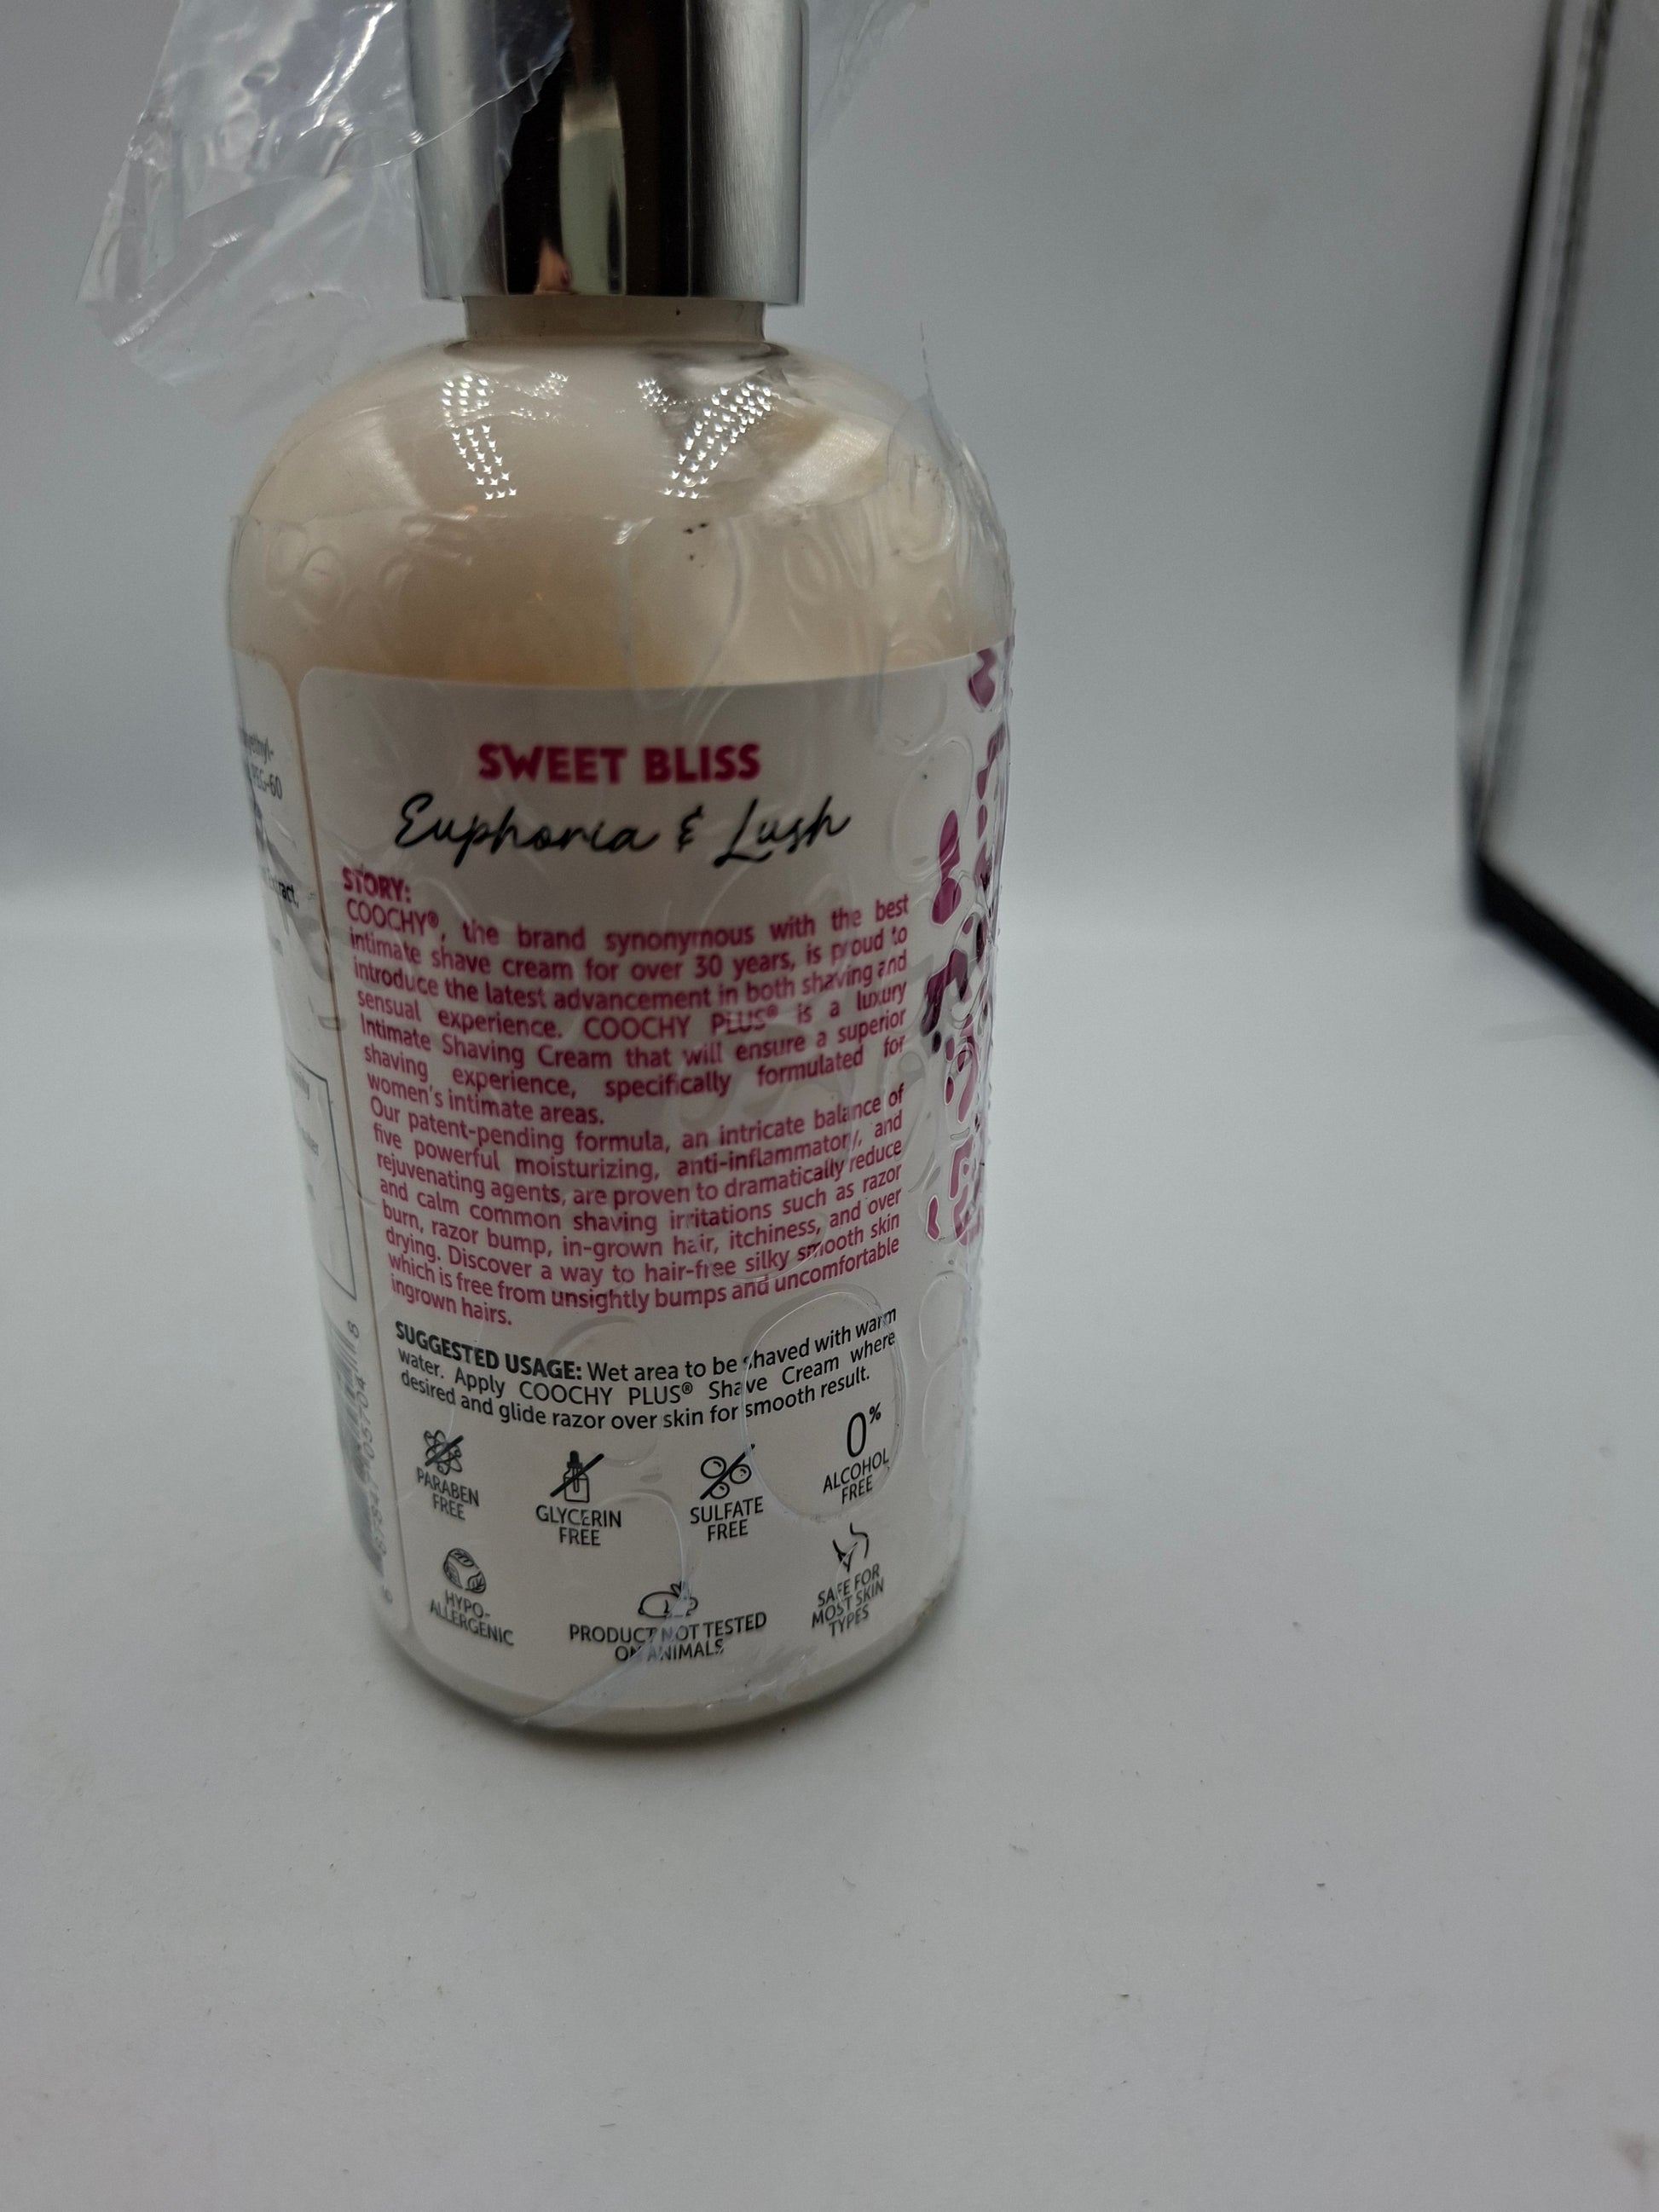 SWEET BLISS
Euphoria & Lush
STORY:
COOCHY®, the brand synonymous with the best
intimate shave cream for over 30 years, is proud to
introduce the latest advancement in both shaving and
sensual experience. COOCHY PLUS® is a luxury
Intimate Shaving Cream that will ensure a superior
shaving experience, specifically formulated for
women's intimate areas.
Our patent-pending formula, an intricate balance of
five powerful moisturizing, anti-inflammatory, and
rejuvenating agents, are proven to dramatically reduce
and calm common shaving irritations such as razor
burn, razor bump, in-grown hair, itchiness, and over
drying. Discover a way to hair-free silky smooth skin
which is free from unsightly bumps and uncomfortable
ingrown hairs.
SUGGESTED USAGE: Wet area to be shaved with warm
water. Apply COOCHY PLUS® Shave Cream where
desired and glide razor over skin for smooth result.
PARABEN
FREE
GLYCERIN
FREE
SULFATE
FREE
0%
ALCOHOL
FREE
HYPO-
ALLERGENIC
PRODUCT NOT TESTED
ON ANIMALS
SAFE FOR
MOST SKIN
TYPES
PEG-60